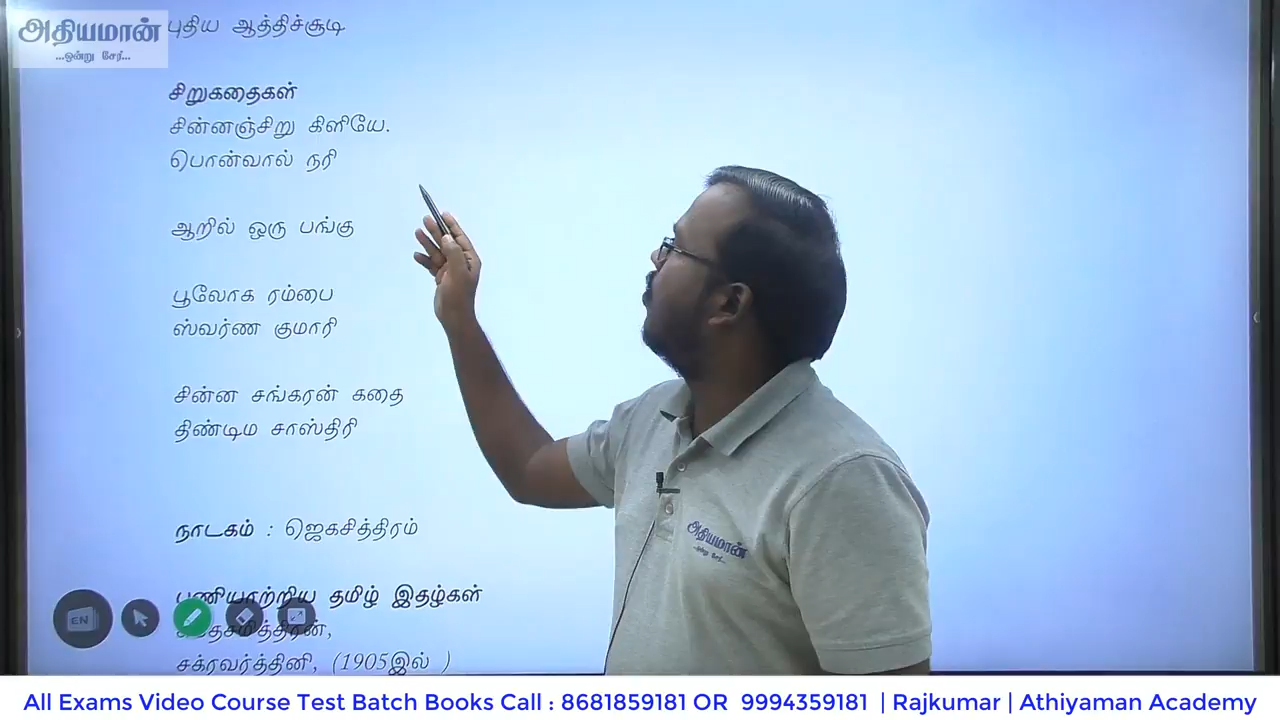 அதியமான்
...ஒன்று சேர்...
புதிய ஆத்திச்சூடி
சிறுகதைகள்
சின்னஞ்சிறு கிளியே.
பொன்வால் நரி
ஆறில் ஒரு பங்கு
பூலோக ரம்பை
ஸ்வர்ண குமாரி
சின்ன சங்கரன் கதை
திண்டிம சாஸ்திரி
நாடகம் : ஜெகசித்திரம்
பணியாற்றிய தமிழ் இதழ்கள்
EN
சக்ரவர்த்தினி, (1905இல் )
அதியமான்
...ஒன்று சேர்...
All Exams Video Course Test Batch Books Call : 8681859181 OR 9994359181 | Rajkumar | Athiyaman Academy